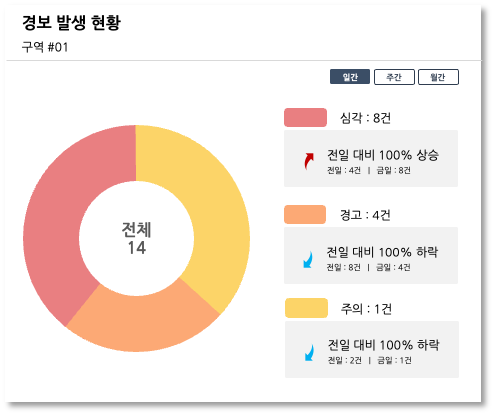 경보 발생 현황
구역 #01
일간 주간 월간
심각 : 8건
전일 대비 100% 상승
전일 : 4건 | 금일 : 8건
전체
14
경고 : 4건
전일 대비 100% 하락
전일 : 8건 | 금일 : 4건
주의 : 1건
전일 대비 100% 하락
전일 : 2건 | 금일 : 1건